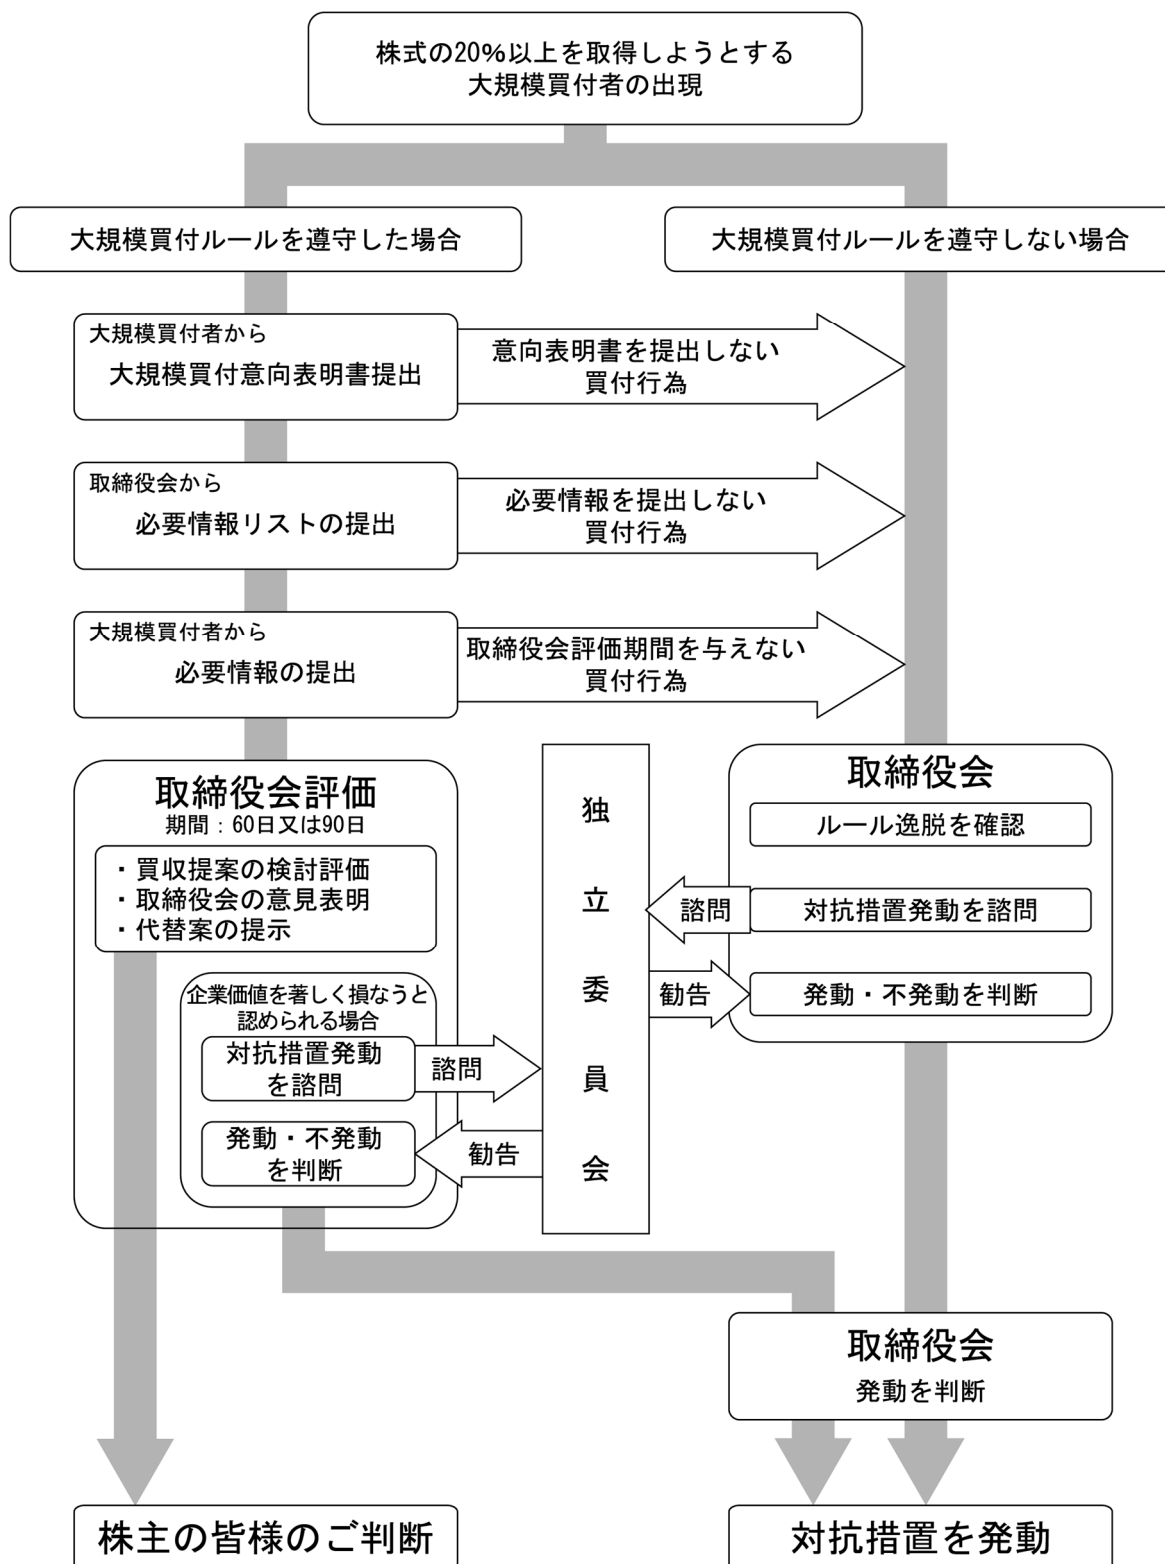 株式の20%以上を取得しようとする
大規模買付者の出現
大規模買付ルールを遵守した場合
大規模買付ルールを遵守しない場合
大規模買付者から
大規模買付意向表明書提出
意向表明書を提出しない
買付行為
取締役会から
必要情報リストの提出
必要情報を提出しない
買付行為
大規模買付者から
必要情報の提出
取締役会評価期間を与えない
買付行為
取締役会評価
期間:60日又は90日
・買収提案の検討評価
・取締役会の意見表明
・代替案の提示
企業価値を著しく損なうと
認められる場合
対抗措置発動
を諮問
諮問
発動・不発動
を判断
勧告
独
立
委
員
会
取締役会
ルール逸脱を確認
諮問
対抗措置発動を諮問
勧告
発動・不発動を判断
取締役会
発動を判断
株主の皆様のご判断
対抗措置を発動